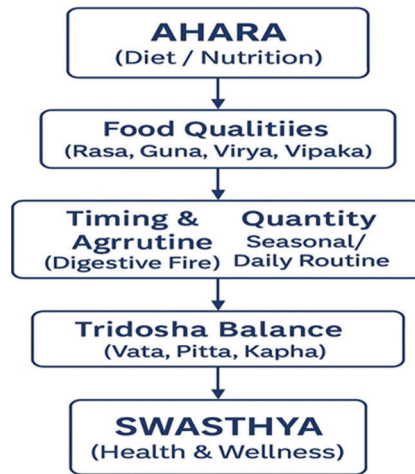 AHARA
(Diet / Nutrition)
Food Qualitiies
(Rasa, Guna, Virya, Vipaka)
Timing &
Agrrutine
(Digestive Fire)
Quantity
Seasonal/
Daily Routine
Tridosha Balance
(Vata, Pitta, Kapha)
SWASTHYA
(Health & Wellness)